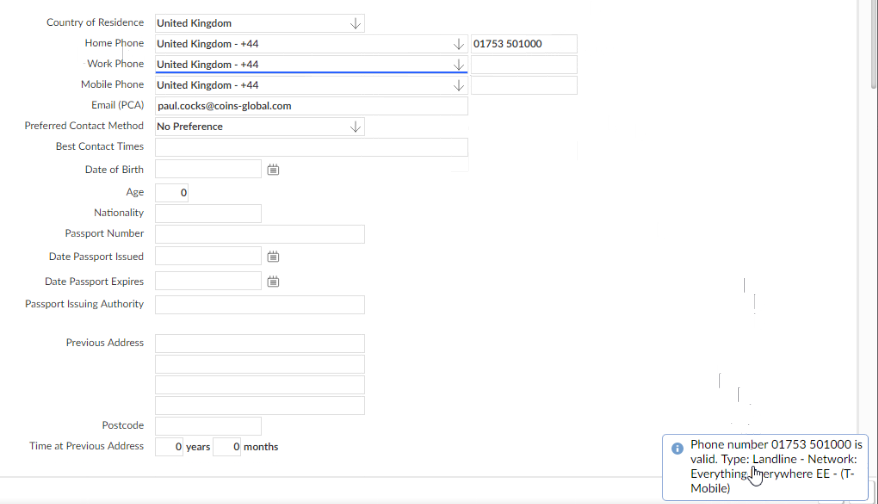 Country of Residence United Kingdom
Home Phone United Kingdom - +44 01753 501000
Work Phone United Kingdom - +44
Mobile Phone United Kingdom - +44
Email (PCA) paul.cocks@coins-global.com
Preferred Contact Method No Preference
Best Contact Times
Date of Birth
Age 0
Nationality
Passport Number
Date Passport Issued
Date Passport Expires
Passport Issuing Authority
Previous Address
Postcode
Time at Previous Address 0 years 0 months
Phone number 01753 501000 is
valid. Type: Landline - Network:
Everything Everywhere EE - (T-
Mobile)